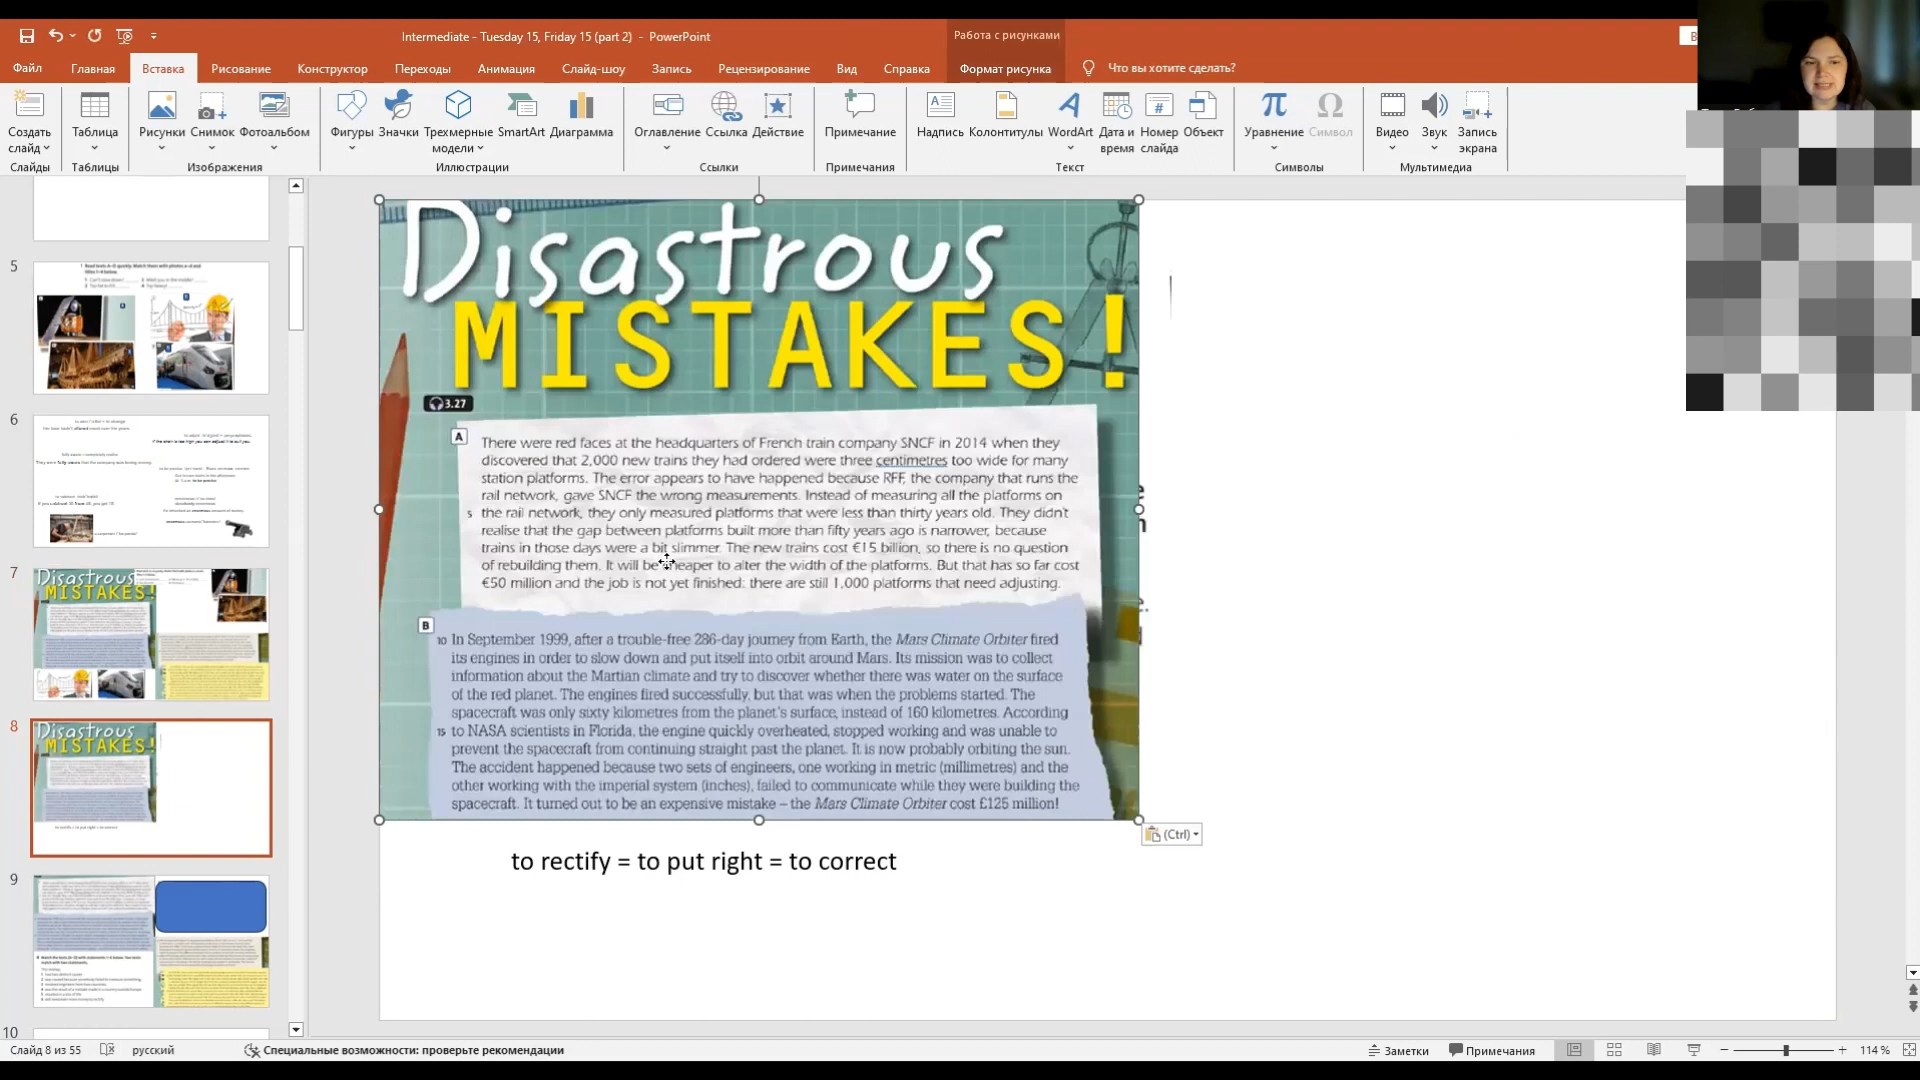 Intermediate - Tuesday 15, Friday 15 (part 2) - PowerPoint
Работа с рисунками
Файл
Главная
Вставка
Рисование
Конструктор
Переходы
Анимация
Слайд-шоу
Запись
Рецензирование
Вид
Справка
Формат рисунка
Что вы хотите сделать?
Создать слайд
Таблица
Рисунки
Снимок
Фотоальбом
Фигуры
Значки
Трехмерные модели
SmartArt
Диаграмма
Оглавление
Ссылка
Действие
Примечание
Надпись
Колонтитулы
WordArt
Дата и время
Номер слайда
Объект
Уравнение
Символ
Видео
Звук
Запись экрана
Слайды
Таблицы
Изображения
Иллюстрации
Ссылки
Примечания
Текст
Символы
Мультимедиа
5
6
7
8
9
10
Disastrous
MISTAKES!
3.27
A
There were red faces at the headquarters of French train company SNCF in 2014 when they
discovered that 2,000 new trains they had ordered were three centimetres too wide for many
station platforms. The error appears to have happened because RFF, the company that runs the
rail network, gave SNCF the wrong measurements. Instead of measuring all the platforms on
5 the rail network, they only measured platforms that were less than thirty years old. They didn't
realise that the gap between platforms built more than fifty years ago is narrower, because
trains in those days were a bit slimmer. The new trains cost €15 billion, so there is no question
of rebuilding them. It will be cheaper to alter the width of the platforms. But that has so far cost
€50 million and the job is not yet finished: there are still 1,000 platforms that need adjusting.
B
10 In September 1999, after a trouble-free 286-day journey from Earth, the Mars Climate Orbiter fired
its engines in order to slow down and put itself into orbit around Mars. Its mission was to collect
information about the Martian climate and try to discover whether there was water on the surface
of the red planet. The engines fired successfully, but that was when the problems started. The
spacecraft was only sixty kilometres from the planet's surface, instead of 160 kilometres. According
15 to NASA scientists in Florida, the engine quickly overheated, stopped working and was unable to
prevent the spacecraft from continuing straight past the planet. It is now probably orbiting the sun.
The accident happened because two sets of engineers, one working in metric (millimetres) and the
other working with the imperial system (inches), failed to communicate while they were building the
spacecraft. It turned out to be an expensive mistake – the Mars Climate Orbiter cost £125 million!
(Ctrl)
to rectify = to put right = to correct
Слайд 8 из 55
русский
Специальные возможности: проверьте рекомендации
Заметки
Примечания
114 %